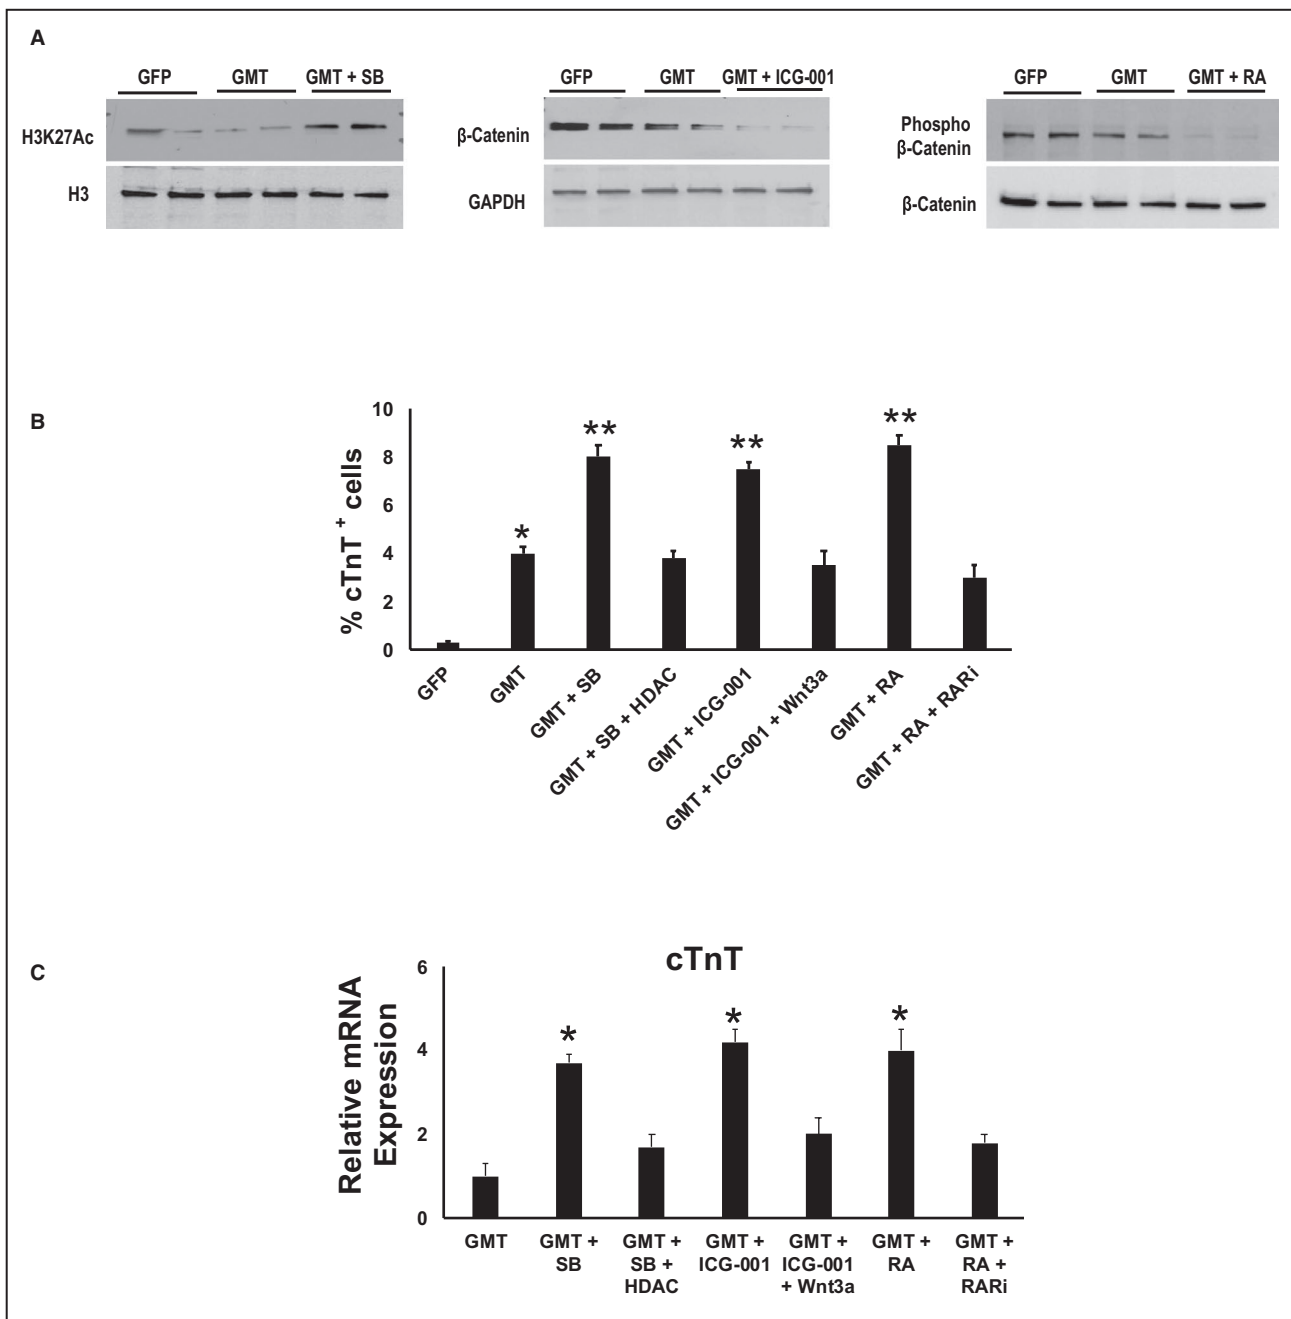 A
GFP GMT GMT + SB
H3K27Ac
H3
GFP GMT GMT + ICG-001
β-Catenin
GAPDH
GFP GMT GMT + RA
Phospho
β-Catenin
β-Catenin
B
% cTnT + cells
10
8
6
4
2
0
*
**
**
**
GFP
GMT
GMT + SB
GMT + SB + HDAC
GMT + ICG-001
GMT + ICG-001 + Wnt3a
GMT + RA
GMT + RA + RARi
C
cTnT
Relative mRNA
Expression
6
4
2
0
*
*
*
GMT
GMT +
SB
GMT +
SB +
HDAC
GMT +
ICG-001
GMT +
ICG-001
+ Wnt3a
GMT +
RA
GMT +
RA +
RARi